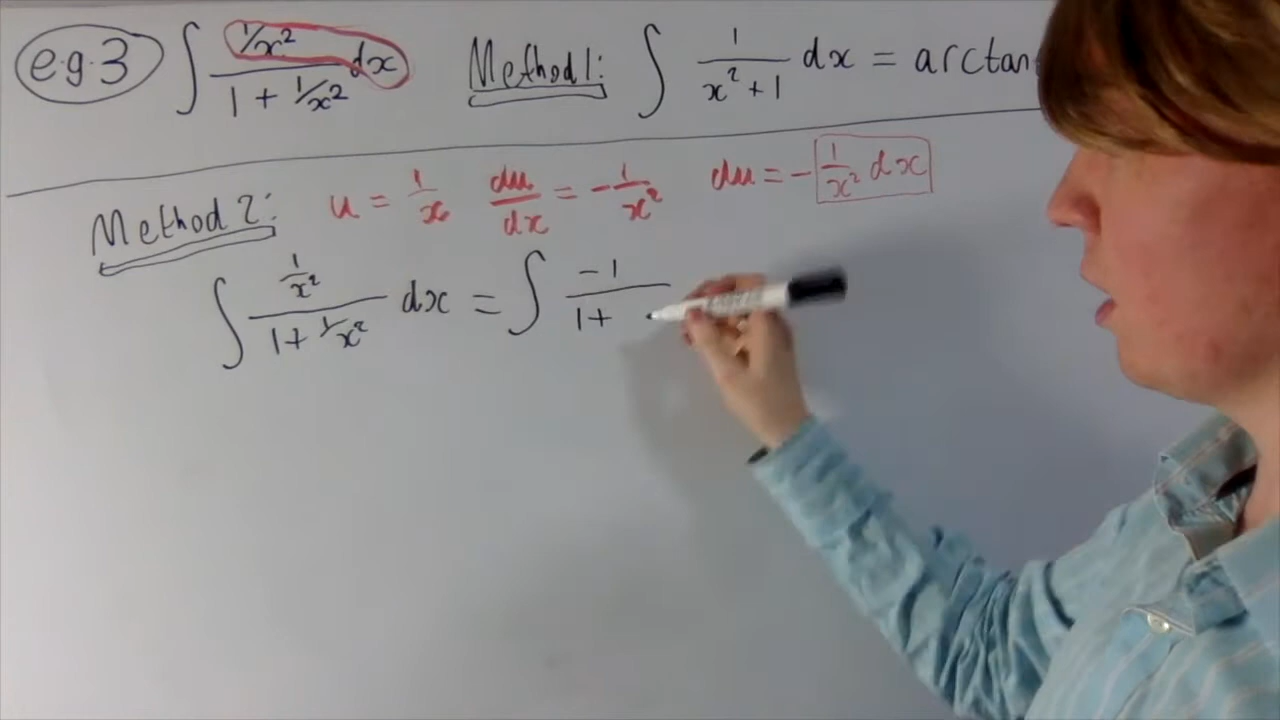 e.g.3 ∫ (1/x²)/(1 + 1/x²) dx Method 1: ∫ 1/(x² + 1) dx = arctan
Method 2: u = 1/x du/dx = -1/x² du = -1/x² dx
∫ (1/x²)/(1 + 1/x²) dx = ∫ -1/(1 +